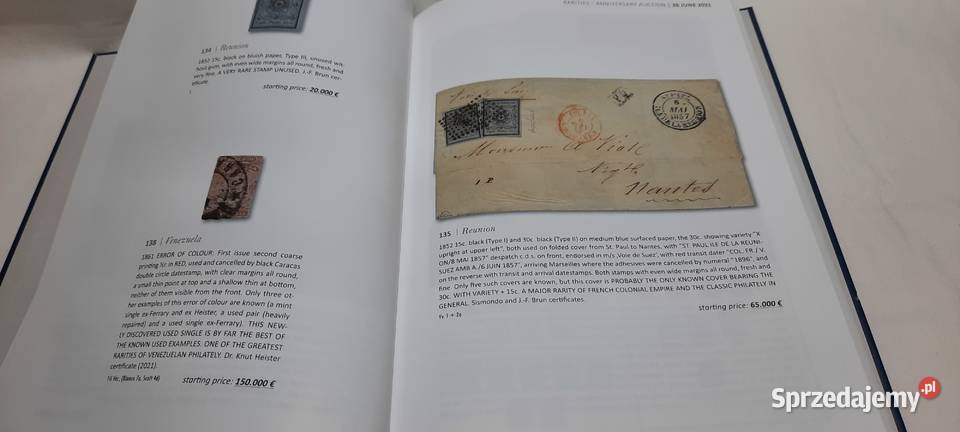 134 | Reunion
1852 15c. black on bluish paper, Type III, unused wi-
hout gum, with even wide margins all round, fresh and
very fine. A VERY RARE STAMP UNUSED. J.-F. Brun cer-
tificate
starting price: 20.000 €
138 | Venezuela
1861 ERROR OF COLOUR. First issue second coarse
printing ¼r in RED, used and cancelled by black Caracas
double circle datestamp, with clear margins all round,
a small thin point at top and a shallow thin at bottom,
neither of them visible from the front. Only three ot-
her examples of this error of colour are known (a mint
single ex-Ferrary and ex Heister, a used pair (heavily
repaired) and a used single ex-Ferrary). THIS NEW-
LY DISCOVERED USED SINGLE IS BY FAR THE BEST OF
THE KNOWN USED EXAMPLES. ONE OF THE GREATEST
RARITIES OF VENEZUELAN PHILATELY. Dr. Knut Heister
certificate (2021).
starting price: 150.000 €
RARITIES | ANNIVERSARY AUCTION | 26 JUNE 2021
8
MAI
1857
Monsieur A Viot
Nantes
135 | Reunion
1852 15c. black (Type I) and 30c. black (Type II) on medium blue surfaced paper, the 30c. showing variety "X
upright at upper left", both used on folded cover from St. Paul to Nantes, with "ST. PAUL ILE DE LA REUNI-
ON/8 MAI 1857" despatch c.d.s. on front, endorsed in m/s 'Voie de Suez', with red transit dater "COL. FR./ V.
SUEZ AMB A./6 JUIN 1857", arriving Marseilles where the adhesives were cancelled by numeral "1896", and
on the reverse with transit and arrival datestamps. Both stamps with even wide margins all round, fresh and
fine. Only five such covers are known, but this cover is PROBABLY THE ONLY KNOWN COVER BEARING THE
30C. WITH VARIETY + 15c. A MAJOR RARITY OF FRENCH COLONIAL EMPIRE AND THE CLASSIC PHILATELY IN
GENERAL. Sismondo and J.-F. Brun certificates.
starting price: 65.000 €
Sprzedajemy.pl